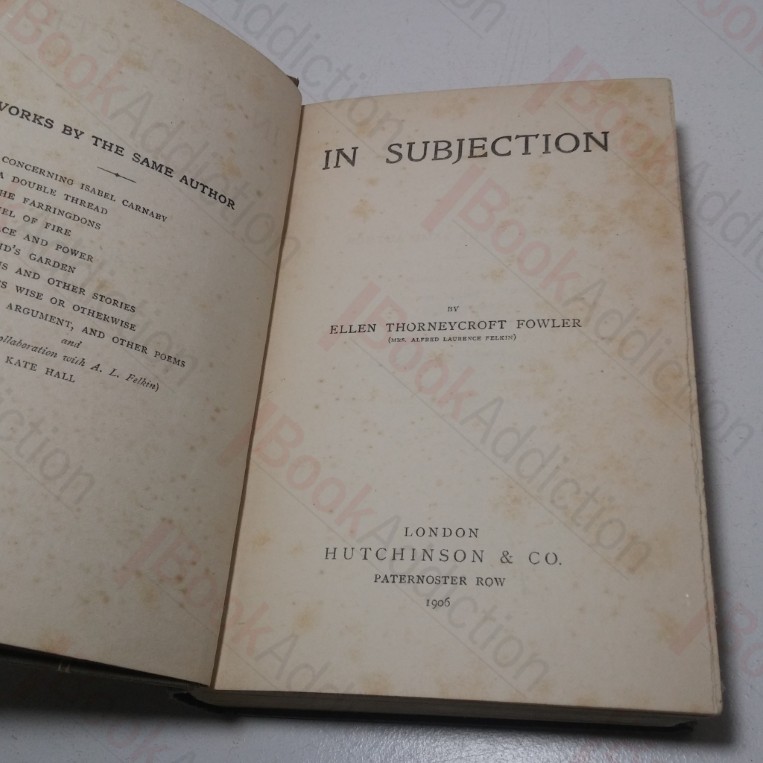 WORKS BY THE SAME AUTHOR
CONCERNING ISABEL CARNABY
A DOUBLE THREAD
THE FARRINGDONS
OF FIRE
AND POWER
GARDEN
AND OTHER STORIES
WISE OR OTHERWISE
ARGUMENT, AND OTHER POEMS
and
collaboration with A. L. Felkin)
KATE HALL
IN SUBJECTION
BY
ELLEN THORNEYCROFT FOWLER
(MRS. ALFRED LAURENCE FELKIN)
LONDON
HUTCHINSON & CO.
PATERNOSTER ROW
1906
BookAddiction